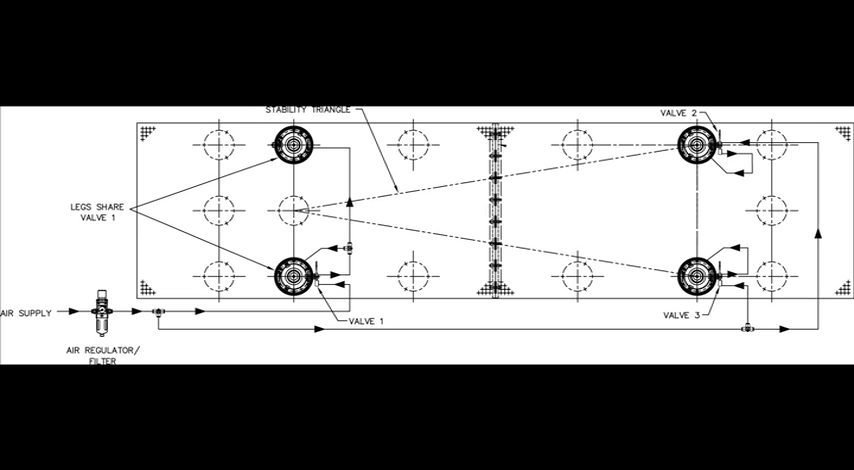 STABILITY TRIANGLE
VALVE 2
LEGS SHARE
VALVE 1
AIR SUPPLY
VALVE 1
VALVE 3
AIR REGULATOR/
FILTER